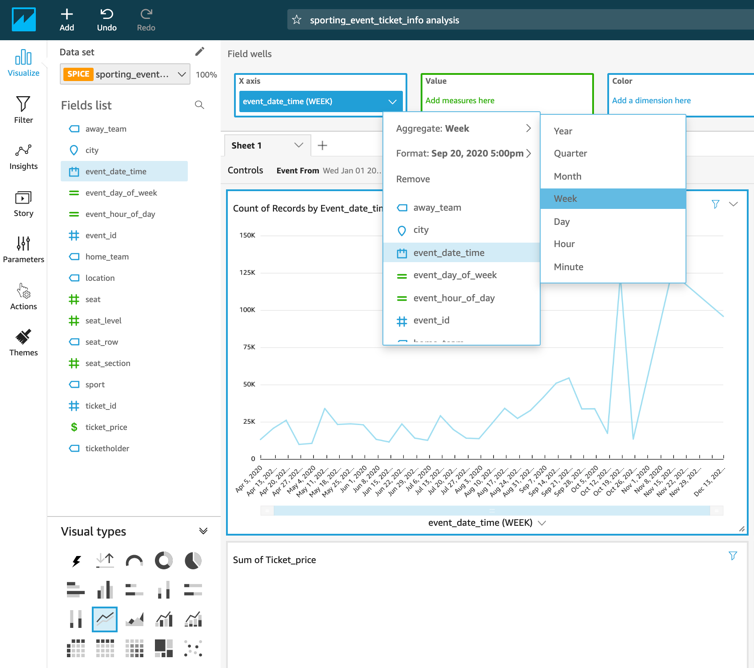 Add
Undo
Redo
sporting_event_ticket_info analysis
Visualize
Filter
Insights
Story
Parameters
Actions
Themes
Data set
SPICE sporting_event...
100%
Fields list
away_team
city
event_date_time
event_day_of_week
event_hour_of_day
event_id
home_team
location
seat
seat_level
seat_row
seat_section
sport
ticket_id
ticket_price
ticketholder
Visual types
Field wells
X axis
event_date_time (WEEK)
Value
Add measures here
Color
Add a dimension here
Sheet 1
Controls
Event From Wed Jan 01 20...
Aggregate: Week
Format: Sep 20, 2020 5:00pm
Remove
away_team
city
event_date_time
event_day_of_week
event_hour_of_day
event_id
home_team
Year
Quarter
Month
Week
Day
Hour
Minute
Count of Records by Event_date_tim
150K
125K
100K
75K
50K
25K
0
Apr 5, 2020
Apr 13, 202...
Apr 20, 202...
Apr 27, 202...
May 4, 2020
May 11, 202...
May 18, 202...
May 25, 202...
Jun 1, 2020
Jun 8, 2020
Jun 15, 202...
Jun 22, 202...
Jun 29, 202...
Jul 6, 2020
Jul 13, 202...
Jul 20, 202...
Jul 27, 202...
Aug 3, 2020
Aug 10, 202...
Aug 17, 202...
Aug 24, 202...
Aug 31, 202...
Sep 7, 2020
Sep 14, 202...
Sep 21, 202...
Sep 28, 202...
Oct 5, 2020
Oct 12, 202...
Oct 19, 202...
Oct 26, 202...
Nov 1, 2020
Nov 8, 2020
Nov 15, 202...
Nov 22, 202...
Nov 29, 202...
Dec 13, 202...
event_date_time (WEEK)
Sum of Ticket_price